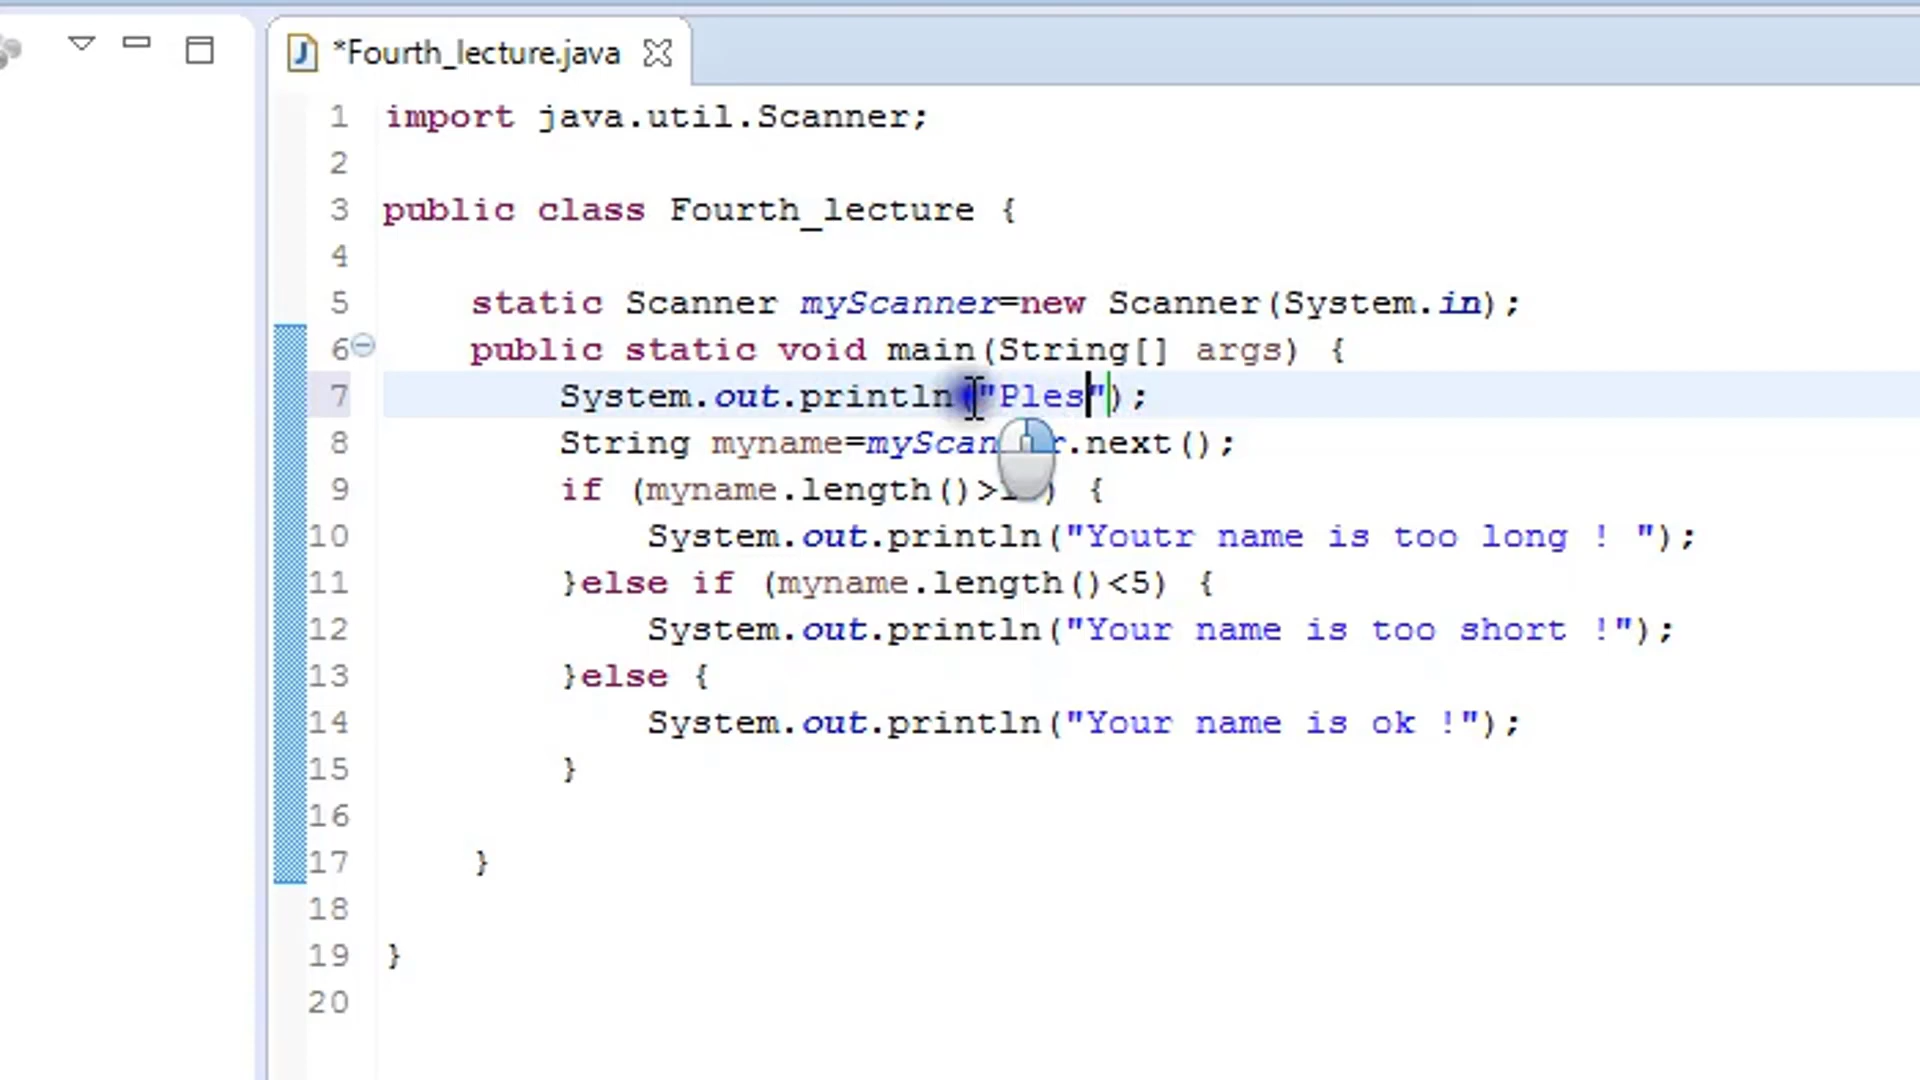 *Fourth_lecture.java
1 import java.util.Scanner;
2
3 public class Fourth_lecture {
4
5 static Scanner myScanner=new Scanner(System.in);
6 public static void main(String[] args) {
7 System.out.println("Ples");
8 String myname=myScan r.next();
9 if (myname.length()> ) {
10 System.out.println("Youtr name is too long ! ");
11 }else if (myname.length()<5) {
12 System.out.println("Your name is too short !");
13 }else {
14 System.out.println("Your name is ok !");
15 }
16
17 }
18
19 }
20